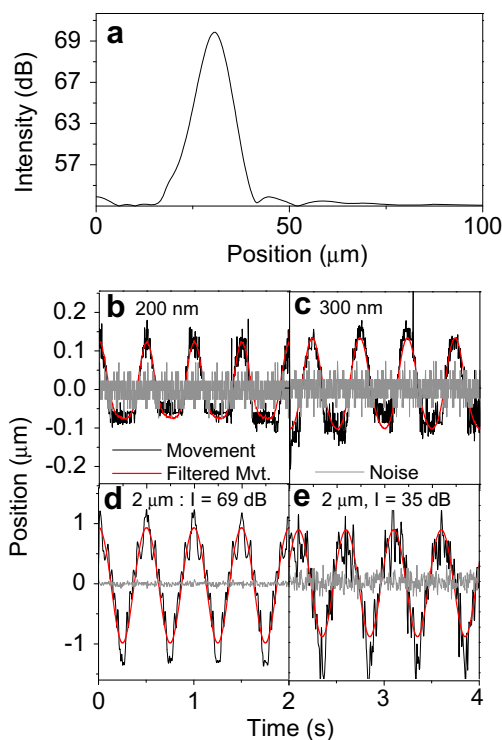 a
69
67
63
57
Intensity (dB)
0
50
100
Position (μm)
b 200 nm
c 300 nm
0.2
0.1
0.0
-0.1
-0.2
Movement
Filtered Mvt.
Noise
Position (μm)
d 2 μm : I = 69 dB
e 2 μm, I = 35 dB
1
0
-1
0
1
2
3
4
Time (s)